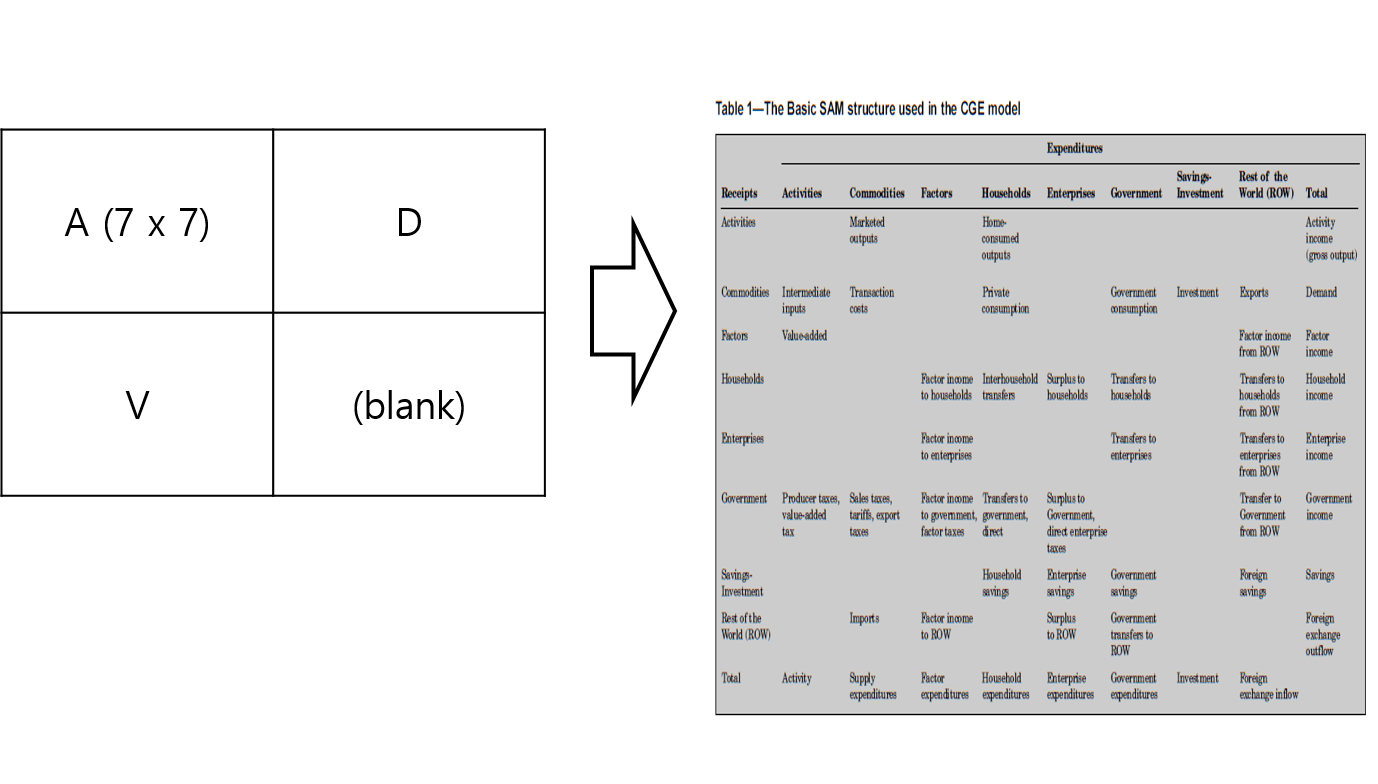 A (7 x 7)
D
V
(blank)
Table 1—The Basic SAM structure used in the CGE model
Expenditures
Receipts Activities Commodities Factors Households Enterprises Government Savings- Investment Rest of the World (ROW) Total
Activities Marketed outputs Home- consumed outputs Activity income (gross output)
Commodities Intermediate inputs Transaction costs Private consumption Government consumption Investment Exports Demand
Factors Value-added Factor income from ROW Factor income
Households Factor income to households Interhousehold transfers Surplus to households Transfers to households Transfers to households from ROW Household income
Enterprises Factor income to enterprises Transfers to enterprises Transfers to enterprises from ROW Enterprise income
Government Producer taxes, value-added tax Sales taxes, tariffs, export taxes Factor income to government, factor taxes Transfers to government, direct Surplus to Government, direct enterprise taxes Transfer to Government from ROW Government income
Savings- Investment Household savings Enterprise savings Government savings Foreign savings Savings
Rest of the World (ROW) Imports Factor income to ROW Surplus to ROW Government transfers to ROW Foreign exchange outflow
Total Activity Supply expenditures Factor expenditures Household expenditures Enterprise expenditures Government expenditures Investment Foreign exchange inflow